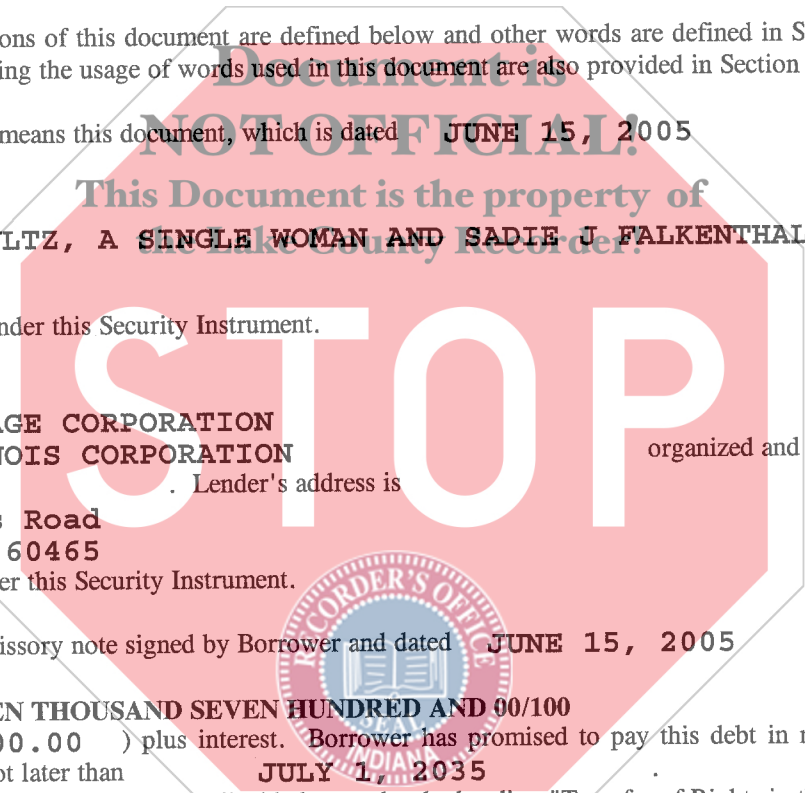 ons of this document are defined below and other words are defined in S
ing the usage of words used in this document are also provided in Section
Document is
means this document, which is dated JUNE 15, 2005
NOT OFFICIAL!
This Document is the property of
LTZ, A SINGLE WOMAN AND SADIE J FALKENTHAL
the Lake County Recorder!
nder this Security Instrument.
STOP
AGE CORPORATION
NOIS CORPORATION organized and
. Lender's address is
s Road
60465
er this Security Instrument.
RECORDER'S OFFICE
issory note signed by Borrower and dated JUNE 15, 2005
EN THOUSAND SEVEN HUNDRED AND 00/100
SEAL
00.00 ) plus interest. Borrower has promised to pay this debt in
INDIANA
ot later than JULY 1, 2035 .